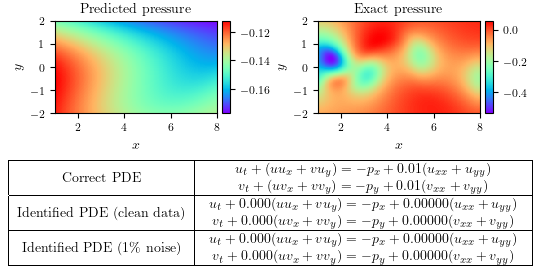 Predicted pressure
Exact pressure
2
1
0
−1
−2
y
2
4
6
8
x
−0.12
−0.14
−0.16
2
1
0
−1
−2
y
2
4
6
8
x
0.0
−0.2
−0.4
Correct PDE
u_t + (uu_x + vu_y) = −p_x + 0.01(u_xx + u_yy)
v_t + (uv_x + vv_y) = −p_y + 0.01(v_xx + v_yy)
Identified PDE (clean data)
u_t + 0.000(uu_x + vu_y) = −p_x + 0.00000(u_xx + u_yy)
v_t + 0.000(uv_x + vv_y) = −p_y + 0.00000(v_xx + v_yy)
Identified PDE (1% noise)
u_t + 0.000(uu_x + vu_y) = −p_x + 0.00000(u_xx + u_yy)
v_t + 0.000(uv_x + vv_y) = −p_y + 0.00000(v_xx + v_yy)